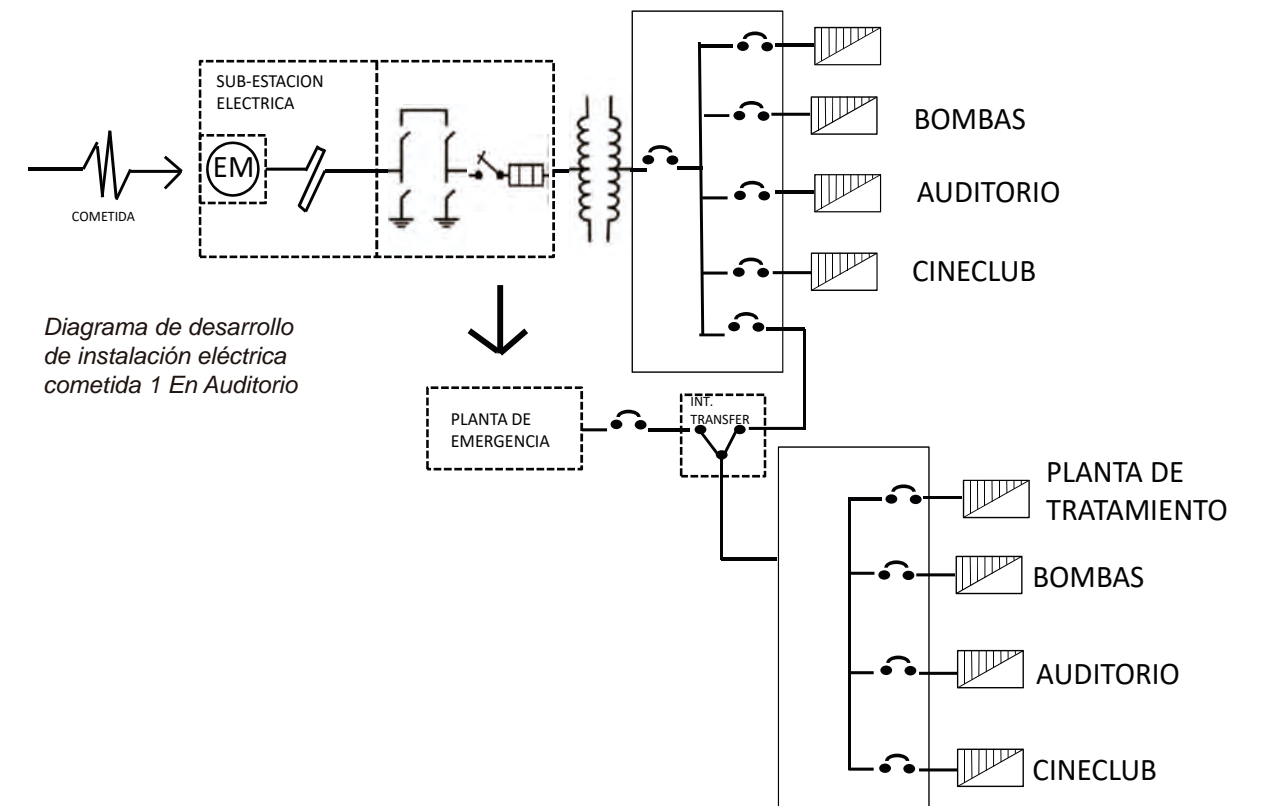 SUB-ESTACION
ELECTRICA
EM
COMETIDA
BOMBAS
AUDITORIO
CINECLUB
Diagrama de desarrollo
de instalación eléctrica
cometida 1 En Auditorio
PLANTA DE
EMERGENCIA
INT.
TRANSFER
PLANTA DE
TRATAMIENTO
BOMBAS
AUDITORIO
CINECLUB